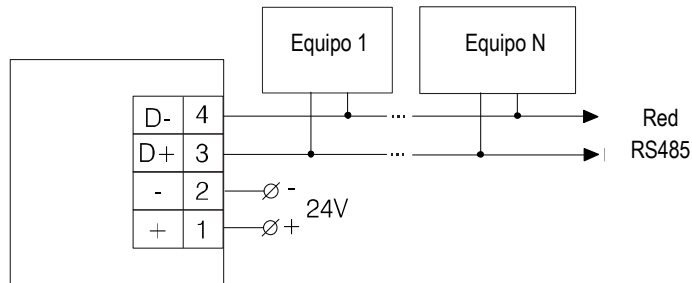 Equipo 1
Equipo N
D- 4
D+ 3
- 2
+ 1
...
...
Red
RS485
-
+
24V